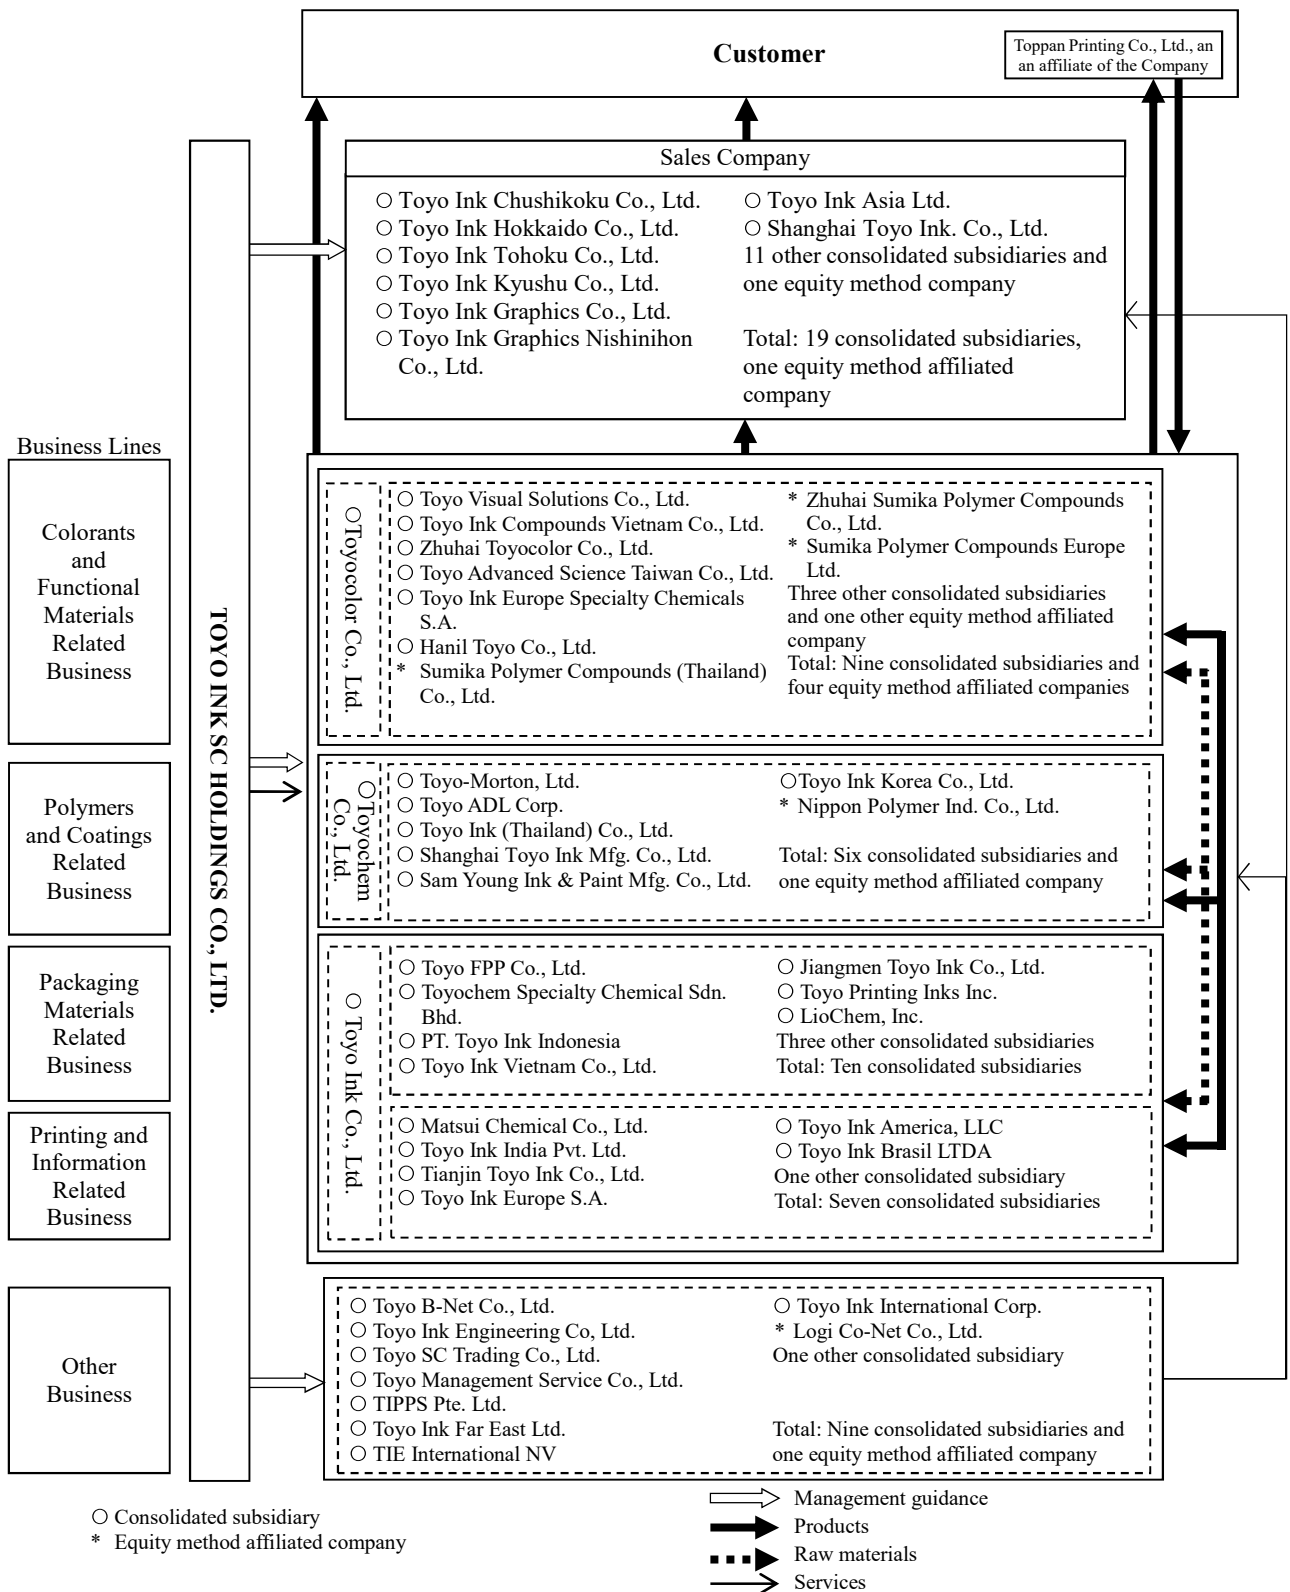 Customer
Toppan Printing Co., Ltd., an
an affiliate of the Company
Sales Company
○ Toyo Ink Chushikoku Co., Ltd.
○ Toyo Ink Hokkaido Co., Ltd.
○ Toyo Ink Tohoku Co., Ltd.
○ Toyo Ink Kyushu Co., Ltd.
○ Toyo Ink Graphics Co., Ltd.
○ Toyo Ink Graphics Nishinihon
Co., Ltd.
○ Toyo Ink Asia Ltd.
○ Shanghai Toyo Ink. Co., Ltd.
11 other consolidated subsidiaries and
one equity method company
Total: 19 consolidated subsidiaries,
one equity method affiliated
company
TOYO INK SC HOLDINGS CO., LTD.
Business Lines
Colorants
and
Functional
Materials
Related
Business
○Toyocolor Co., Ltd.
○ Toyo Visual Solutions Co., Ltd.
○ Toyo Ink Compounds Vietnam Co., Ltd.
○ Zhuhai Toyocolor Co., Ltd.
○ Toyo Advanced Science Taiwan Co., Ltd.
○ Toyo Ink Europe Specialty Chemicals
S.A.
○ Hanil Toyo Co., Ltd.
* Sumika Polymer Compounds (Thailand)
Co., Ltd.
* Zhuhai Sumika Polymer Compounds
Co., Ltd.
* Sumika Polymer Compounds Europe
Ltd.
Three other consolidated subsidiaries
and one other equity method affiliated
company
Total: Nine consolidated subsidiaries and
four equity method affiliated companies
Polymers
and Coatings
Related
Business
○Toyochem
Co., Ltd.
○ Toyo-Morton, Ltd.
○ Toyo ADL Corp.
○ Toyo Ink (Thailand) Co., Ltd.
○ Shanghai Toyo Ink Mfg. Co., Ltd.
○ Sam Young Ink & Paint Mfg. Co., Ltd.
○Toyo Ink Korea Co., Ltd.
* Nippon Polymer Ind. Co., Ltd.
Total: Six consolidated subsidiaries and
one equity method affiliated company
Packaging
Materials
Related
Business
○ Toyo Ink Co., Ltd.
○ Toyo FPP Co., Ltd.
○ Toyochem Specialty Chemical Sdn.
Bhd.
○ PT. Toyo Ink Indonesia
○ Toyo Ink Vietnam Co., Ltd.
○ Jiangmen Toyo Ink Co., Ltd.
○ Toyo Printing Inks Inc.
○ LioChem, Inc.
Three other consolidated subsidiaries
Total: Ten consolidated subsidiaries
Printing and
Information
Related
Business
○ Matsui Chemical Co., Ltd.
○ Toyo Ink India Pvt. Ltd.
○ Tianjin Toyo Ink Co., Ltd.
○ Toyo Ink Europe S.A.
○ Toyo Ink America, LLC
○ Toyo Ink Brasil LTDA
One other consolidated subsidiary
Total: Seven consolidated subsidiaries
Other
Business
○ Toyo B-Net Co., Ltd.
○ Toyo Ink Engineering Co, Ltd.
○ Toyo SC Trading Co., Ltd.
○ Toyo Management Service Co., Ltd.
○ TIPPS Pte. Ltd.
○ Toyo Ink Far East Ltd.
○ TIE International NV
○ Toyo Ink International Corp.
* Logi Co-Net Co., Ltd.
One other consolidated subsidiary
Total: Nine consolidated subsidiaries and
one equity method affiliated company
○ Consolidated subsidiary
* Equity method affiliated company
Management guidance
Products
Raw materials
Services